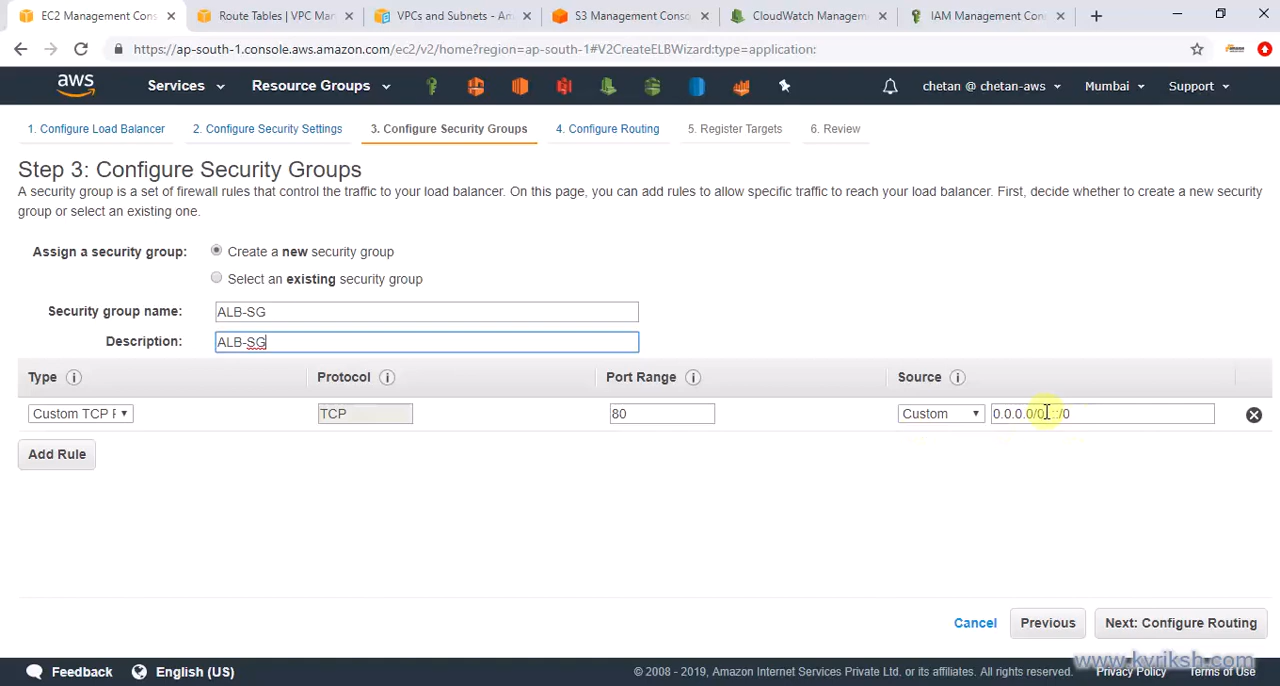 EC2 Management Cons
Route Tables | VPC Man
VPCs and Subnets - Am
S3 Management Conso
CloudWatch Managem
IAM Management Con
https://ap-south-1.console.aws.amazon.com/ec2/v2/home?region=ap-south-1#V2CreateELBWizard:type=application:
aws
Services
Resource Groups
chetan @ chetan-aws
Mumbai
Support
1. Configure Load Balancer
2. Configure Security Settings
3. Configure Security Groups
4. Configure Routing
5. Register Targets
6. Review
Step 3: Configure Security Groups
A security group is a set of firewall rules that control the traffic to your load balancer. On this page, you can add rules to allow specific traffic to reach your load balancer. First, decide whether to create a new security
group or select an existing one.
Assign a security group:
Create a new security group
Select an existing security group
Security group name:
ALB-SG
Description:
ALB-SG
Type
Protocol
Port Range
Source
Custom TCP
TCP
80
Custom
0.0.0.0/0, ::/0
Add Rule
Cancel
Previous
Next: Configure Routing
Feedback
English (US)
© 2008 - 2019, Amazon Internet Services Private Ltd. or its affiliates. All rights reserved.
Privacy Policy
Terms of Use
www.kvriksh.com